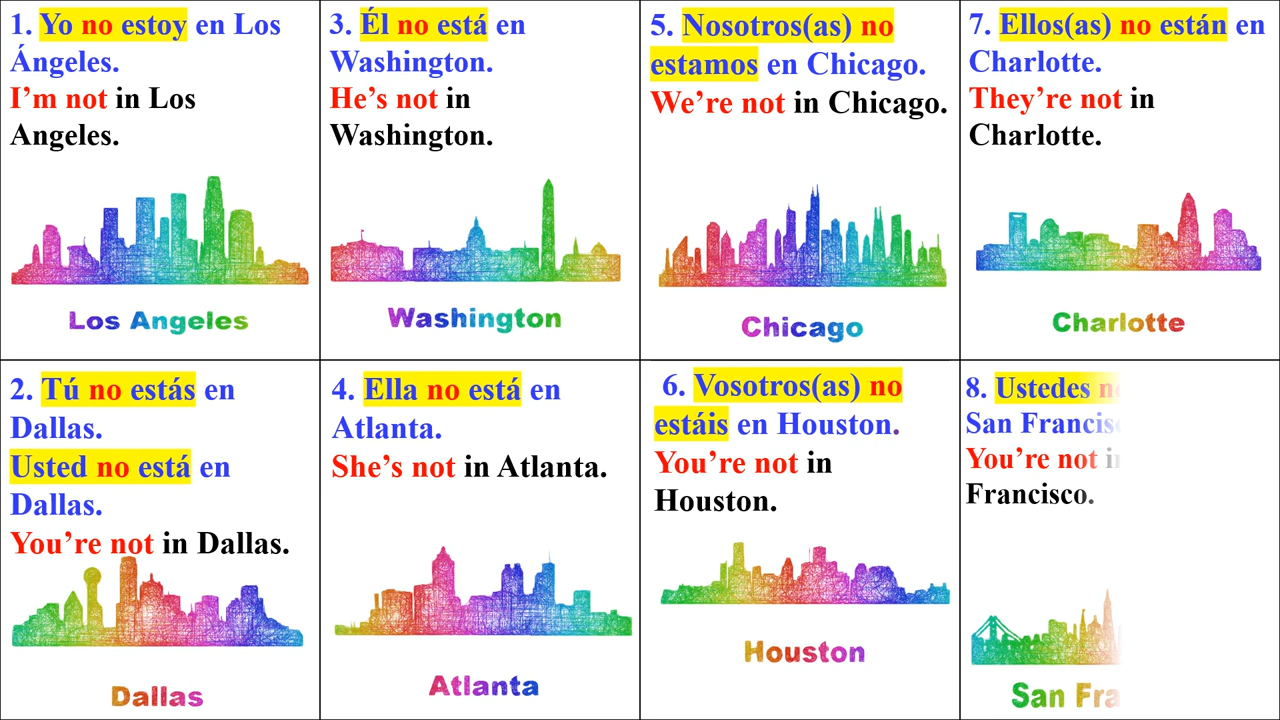 1. Yo no estoy en Los
Ángeles.
I’m not in Los
Angeles.
Los Angeles
3. Él no está en
Washington.
He’s not in
Washington.
Washington
5. Nosotros(as) no
estamos en Chicago.
We’re not in Chicago.
Chicago
7. Ellos(as) no están en
Charlotte.
They’re not in
Charlotte.
Charlotte
2. Tú no estás en
Dallas.
Usted no está en
Dallas.
You’re not in Dallas.
Dallas
4. Ella no está en
Atlanta.
She’s not in Atlanta.
Atlanta
6. Vosotros(as) no
estáis en Houston.
You’re not in
Houston.
Houston
8. Ustedes
San
You’re not
Francisco.
San